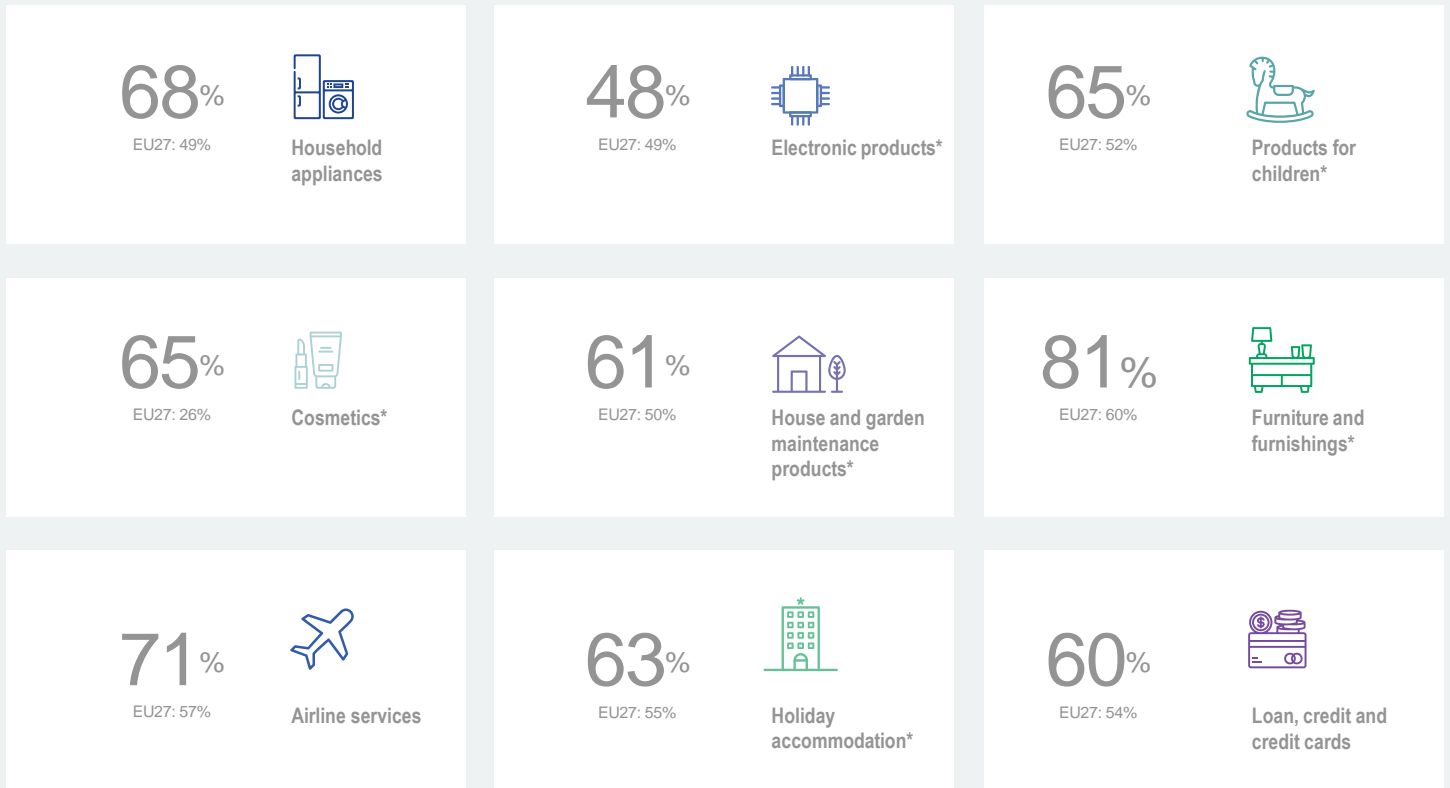 68%
EU27: 49%
Household
appliances
48%
EU27: 49%
Electronic products*
65%
EU27: 52%
Products for
children*
65%
EU27: 26%
Cosmetics*
61%
EU27: 50%
House and garden
maintenance
products*
81%
EU27: 60%
Furniture and
furnishings*
71%
EU27: 57%
Airline services
63%
EU27: 55%
Holiday
accommodation*
$
60%
EU27: 54%
Loan, credit and
credit cards